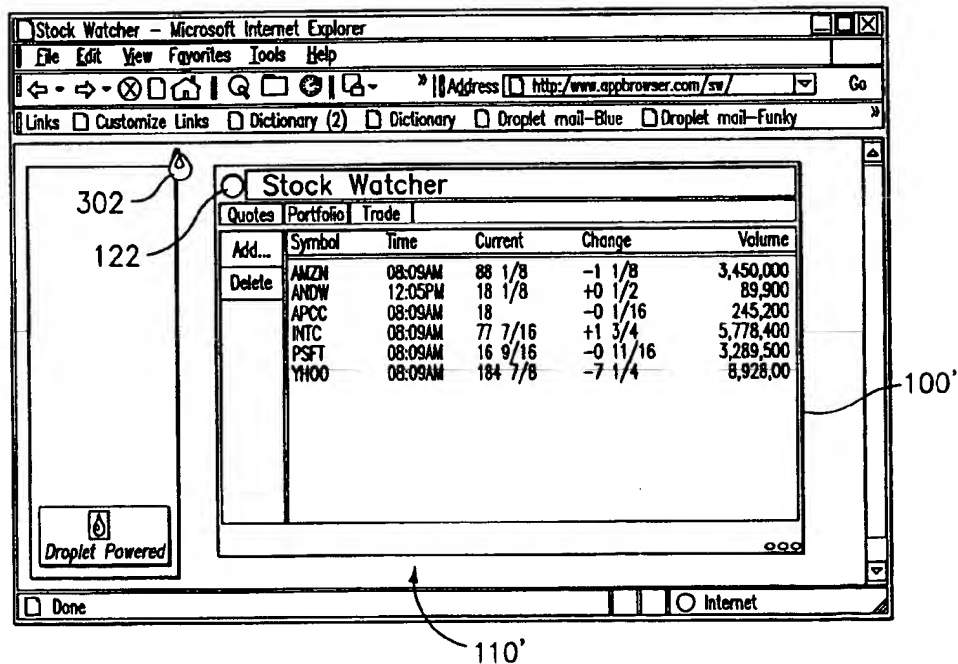 Stock Watcher – Microsoft Internet Explorer
File Edit View Favorites Tools Help
» Address http://www.appbrowser.com/sw/ Go
Links Customize Links Dictionary (2) Dictionary Droplet mail-Blue Droplet mail-Funky »
302
122
Stock Watcher
Quotes Portfolio Trade
Add... Symbol Time Current Change Volume
Delete AMZN 08:09AM 88 1/8 -1 1/8 3,450,000
ANDW 12:05PM 18 1/8 +0 1/2 89,900
APCC 08:09AM 18 -0 1/16 245,200
INTC 08:09AM 77 7/16 +1 3/4 5,778,400
PSFT 08:09AM 16 9/16 -0 11/16 3,289,500
YHOO 08:09AM 184 7/8 -7 1/4 8,928,00
100'
Droplet Powered
Done Internet
110'